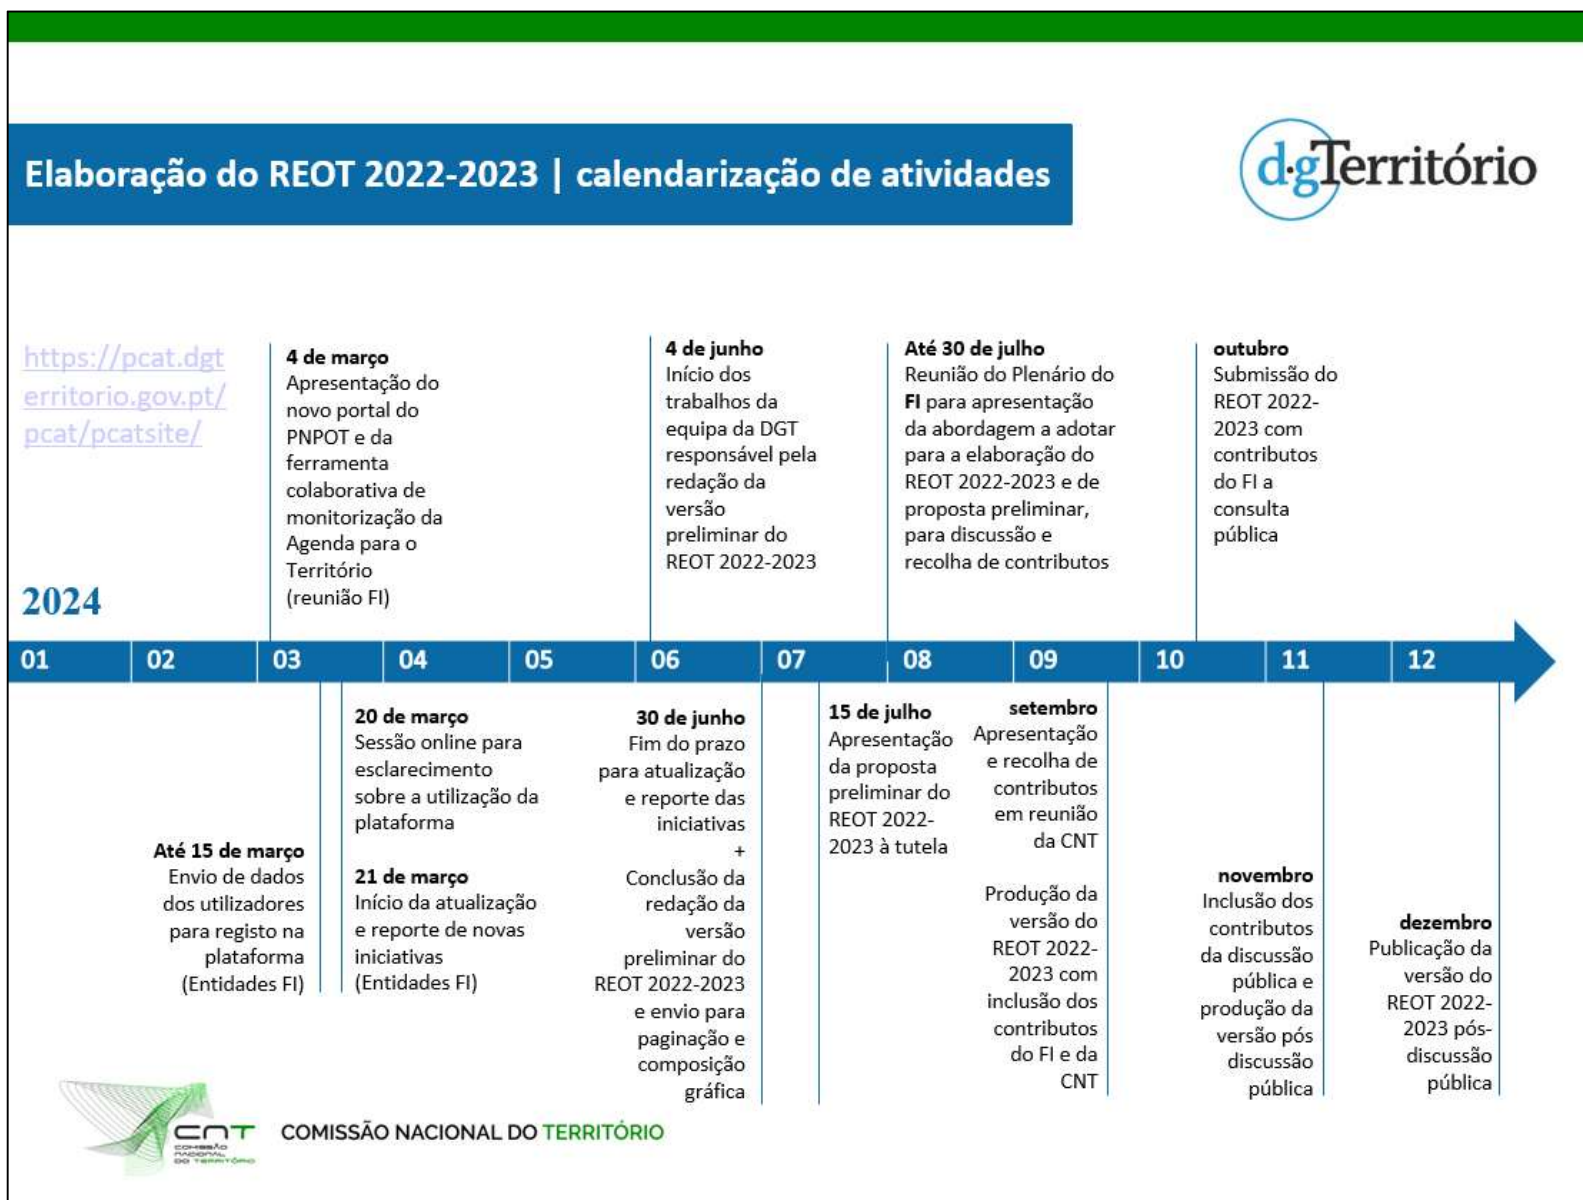 Elaboração do REOT 2022-2023 | calendarização de atividades
d·gTerritório
https://pcat.dgt
erritorio.gov.pt/
pcat/pcatsite/
4 de março
Apresentação do
novo portal do
PNPOT e da
ferramenta
colaborativa de
monitorização da
Agenda para o
Território
(reunião FI)
4 de junho
Início dos
trabalhos da
equipa da DGT
responsável pela
redação da
versão
preliminar do
REOT 2022-2023
Até 30 de julho
Reunião do Plenário do
FI para apresentação
da abordagem a adotar
para a elaboração do
REOT 2022-2023 e de
proposta preliminar,
para discussão e
recolha de contributos
outubro
Submissão do
REOT 2022-
2023 com
contributos
do FI a
consulta
pública
2024
01 02 03 04 05 06 07 08 09 10 11 12
Até 15 de março
Envio de dados
dos utilizadores
para registo na
plataforma
(Entidades FI)
20 de março
Sessão online para
esclarecimento
sobre a utilização da
plataforma
21 de março
Início da atualização
e reporte de novas
iniciativas
(Entidades FI)
30 de junho
Fim do prazo
para atualização
e reporte das
iniciativas
+
Conclusão da
redação da
versão
preliminar do
REOT 2022-2023
e envio para
paginação e
composição
gráfica
15 de julho
Apresentação
da proposta
preliminar do
REOT 2022-
2023 à tutela
setembro
Apresentação
e recolha de
contributos
em reunião
da CNT
Produção da
versão do
REOT 2022-
2023 com
inclusão dos
contributos
do FI e da
CNT
novembro
Inclusão dos
contributos
da discussão
pública e
produção da
versão pós
discussão
pública
dezembro
Publicação da
versão do
REOT 2022-
2023 pós-
discussão
pública
CNT
COMISSÃO
NACIONAL
DO TERRITÓRIO
COMISSÃO NACIONAL DO TERRITÓRIO